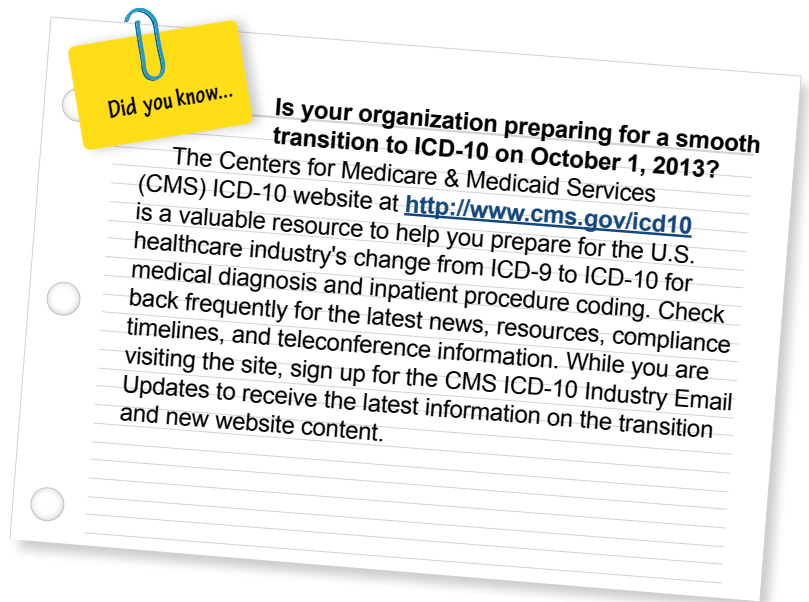 Did you know...
Is your organization preparing for a smooth
transition to ICD-10 on October 1, 2013?
The Centers for Medicare & Medicaid Services
(CMS) ICD-10 website at http://www.cms.gov/icd10
is a valuable resource to help you prepare for the U.S.
healthcare industry's change from ICD-9 to ICD-10 for
medical diagnosis and inpatient procedure coding. Check
back frequently for the latest news, resources, compliance
timelines, and teleconference information. While you are
visiting the site, sign up for the CMS ICD-10 Industry Email
Updates to receive the latest information on the transition
and new website content.